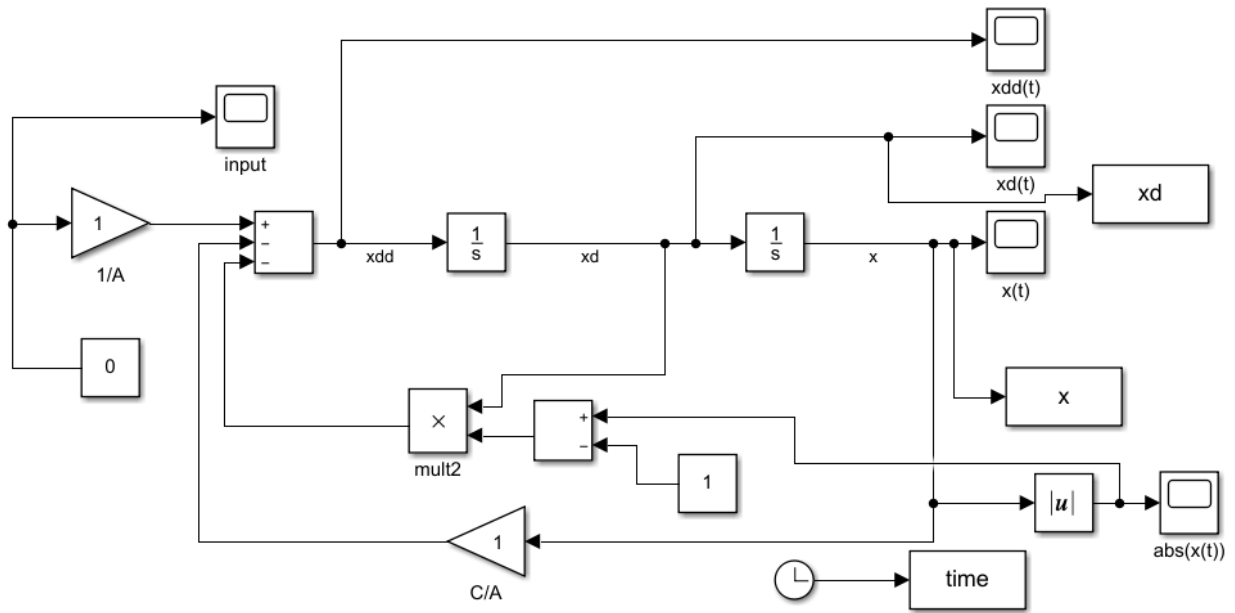 xdd(t)
input
xd(t)
xd
1
1/A
+
−
−
xdd
1
s
xd
1
s
x
x(t)
0
×
mult2
+
−
1
x
|u|
abs(x(t))
1
C/A
time